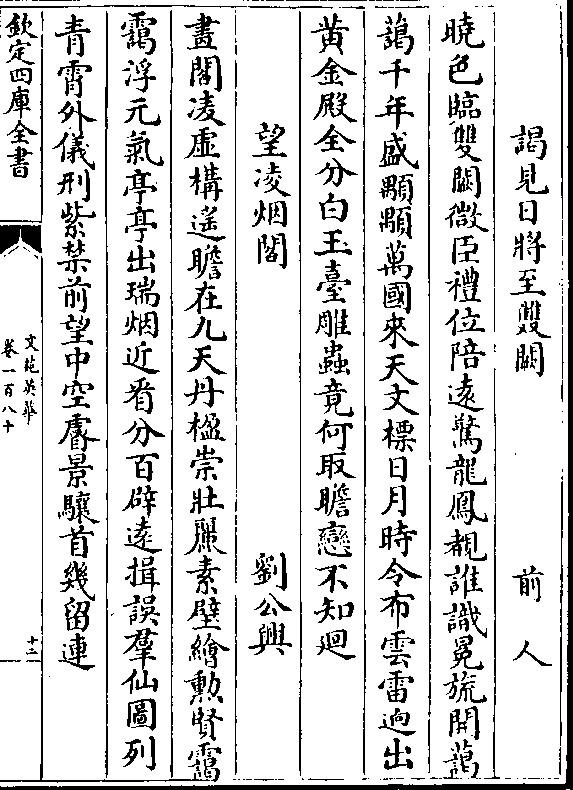 謁見日將至雙闕　前人
曉色臨雙闕微臣禮位陪遠驚龍鳳覩誰識冕旒開藹
藹千年盛顒顒萬國來天文標日月時令布雲雷迥出
黄金殿全分白玉臺雕蟲竟何取瞻戀不知迴
望凌烟閣　劉公興
畫閣凌虚構遥瞻在九天丹楹崇壯麗素壁繪勲賢靄
靄浮元氣亭亭出瑞烟近看分百辟遠揖誤羣仙圖列
青霄外儀刑紫禁前望中空霽景驤首幾留連
欽定四庫全書
文苑英華
卷一百八十
十二